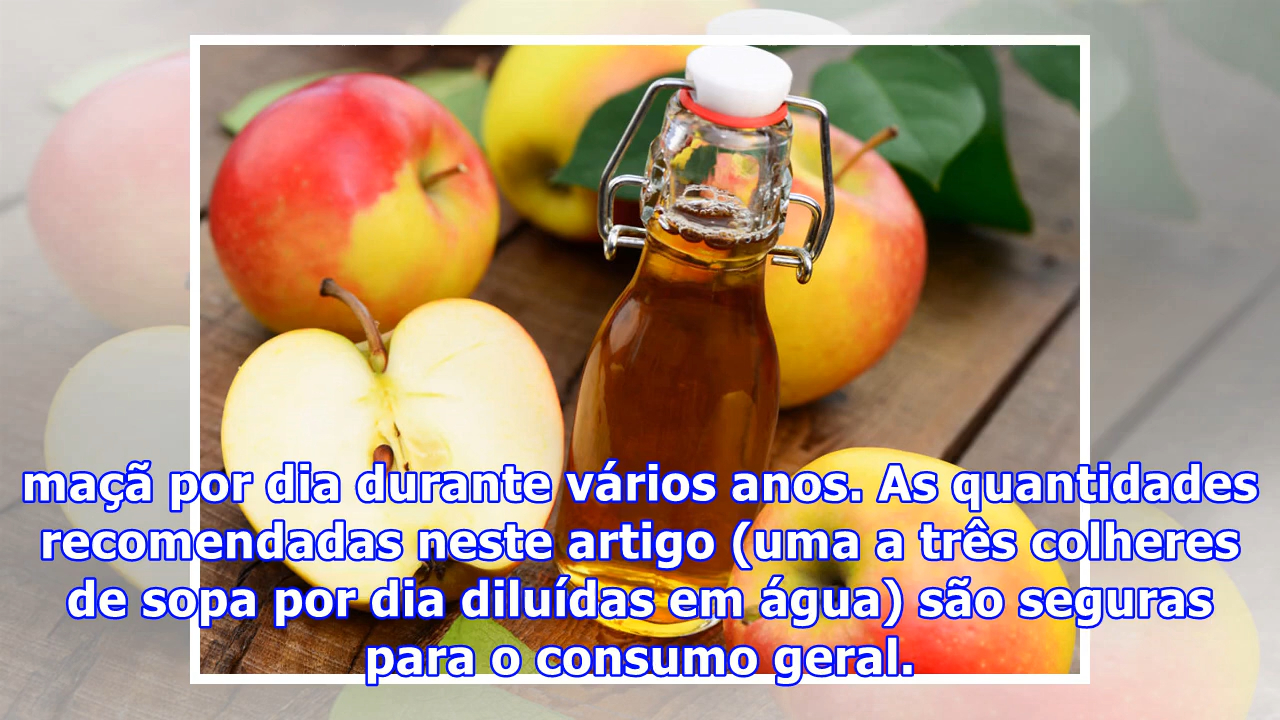 maçã por dia durante vários anos. As quantidades
recomendadas neste artigo (uma a três colheres
de sopa por dia diluídas em água) são seguras
para o consumo geral.